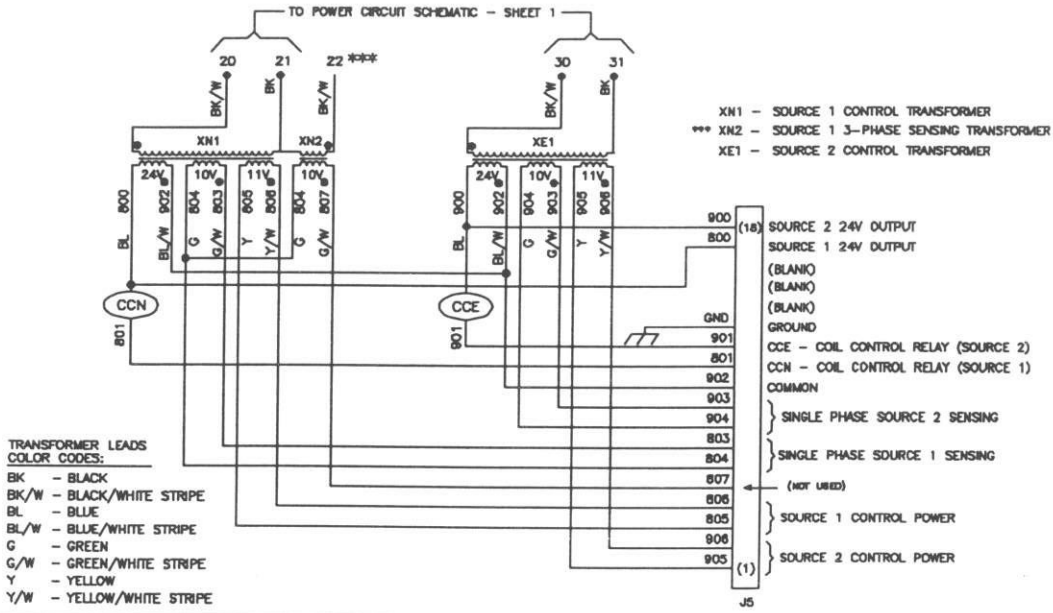 TO POWER CIRCUIT SCHEMATIC - SHEET 1
20 21 22 *** 30 31
BK/W BK BK/W BK/W BK
XN1 XN2 XE1
24V 10V 11V 10V 24V 10V 11V
800 902 804 803 805 806 804 807 900 902 904 903 905 906
BL BL/W G G/W Y Y/W G G/W BL BL/W G G/W Y Y/W
CCN CCE
801 901
XN1 - SOURCE 1 CONTROL TRANSFORMER
*** XN2 - SOURCE 1 3-PHASE SENSING TRANSFORMER
XE1 - SOURCE 2 CONTROL TRANSFORMER
900 (18) SOURCE 2 24V OUTPUT
800 SOURCE 1 24V OUTPUT
(BLANK)
(BLANK)
(BLANK)
GND GROUND
901 CCE - COIL CONTROL RELAY (SOURCE 2)
801 CCN - COIL CONTROL RELAY (SOURCE 1)
902 COMMON
903
904
SINGLE PHASE SOURCE 2 SENSING
803
804
SINGLE PHASE SOURCE 1 SENSING
807 (NOT USED)
806
805
SOURCE 1 CONTROL POWER
906
905 (1)
SOURCE 2 CONTROL POWER
J5
TRANSFORMER LEADS
COLOR CODES:
BK - BLACK
BK/W - BLACK/WHITE STRIPE
BL - BLUE
BL/W - BLUE/WHITE STRIPE
G - GREEN
G/W - GREEN/WHITE STRIPE
Y - YELLOW
Y/W - YELLOW/WHITE STRIPE